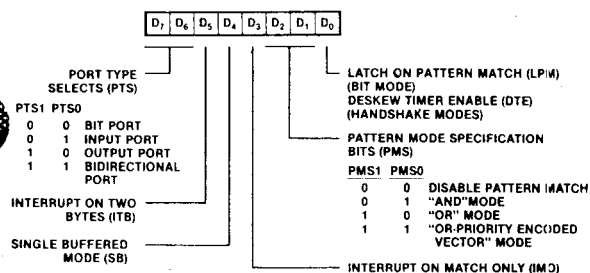 D7 D6 D5 D4 D3 D2 D1 D0
PORT TYPE
SELECTS (PTS)
PTS1 PTS0
0 0 BIT PORT
0 1 INPUT PORT
1 0 OUTPUT PORT
1 1 BIDIRECTIONAL
PORT
INTERRUPT ON TWO
BYTES (ITB)
SINGLE BUFFERED
MODE (SB)
LATCH ON PATTERN MATCH (LPM)
(BIT MODE)
DESKEW TIMER ENABLE (DTE)
(HANDSHAKE MODES)
PATTERN MODE SPECIFICATION
BITS (PMS)
PMS1 PMS0
0 0 DISABLE PATTERN MATCH
0 1 "AND"MODE
1 0 "OR" MODE
1 1 "OR-PRIORITY ENCODED
VECTOR" MODE
INTERRUPT ON MATCH ONLY (IMO)